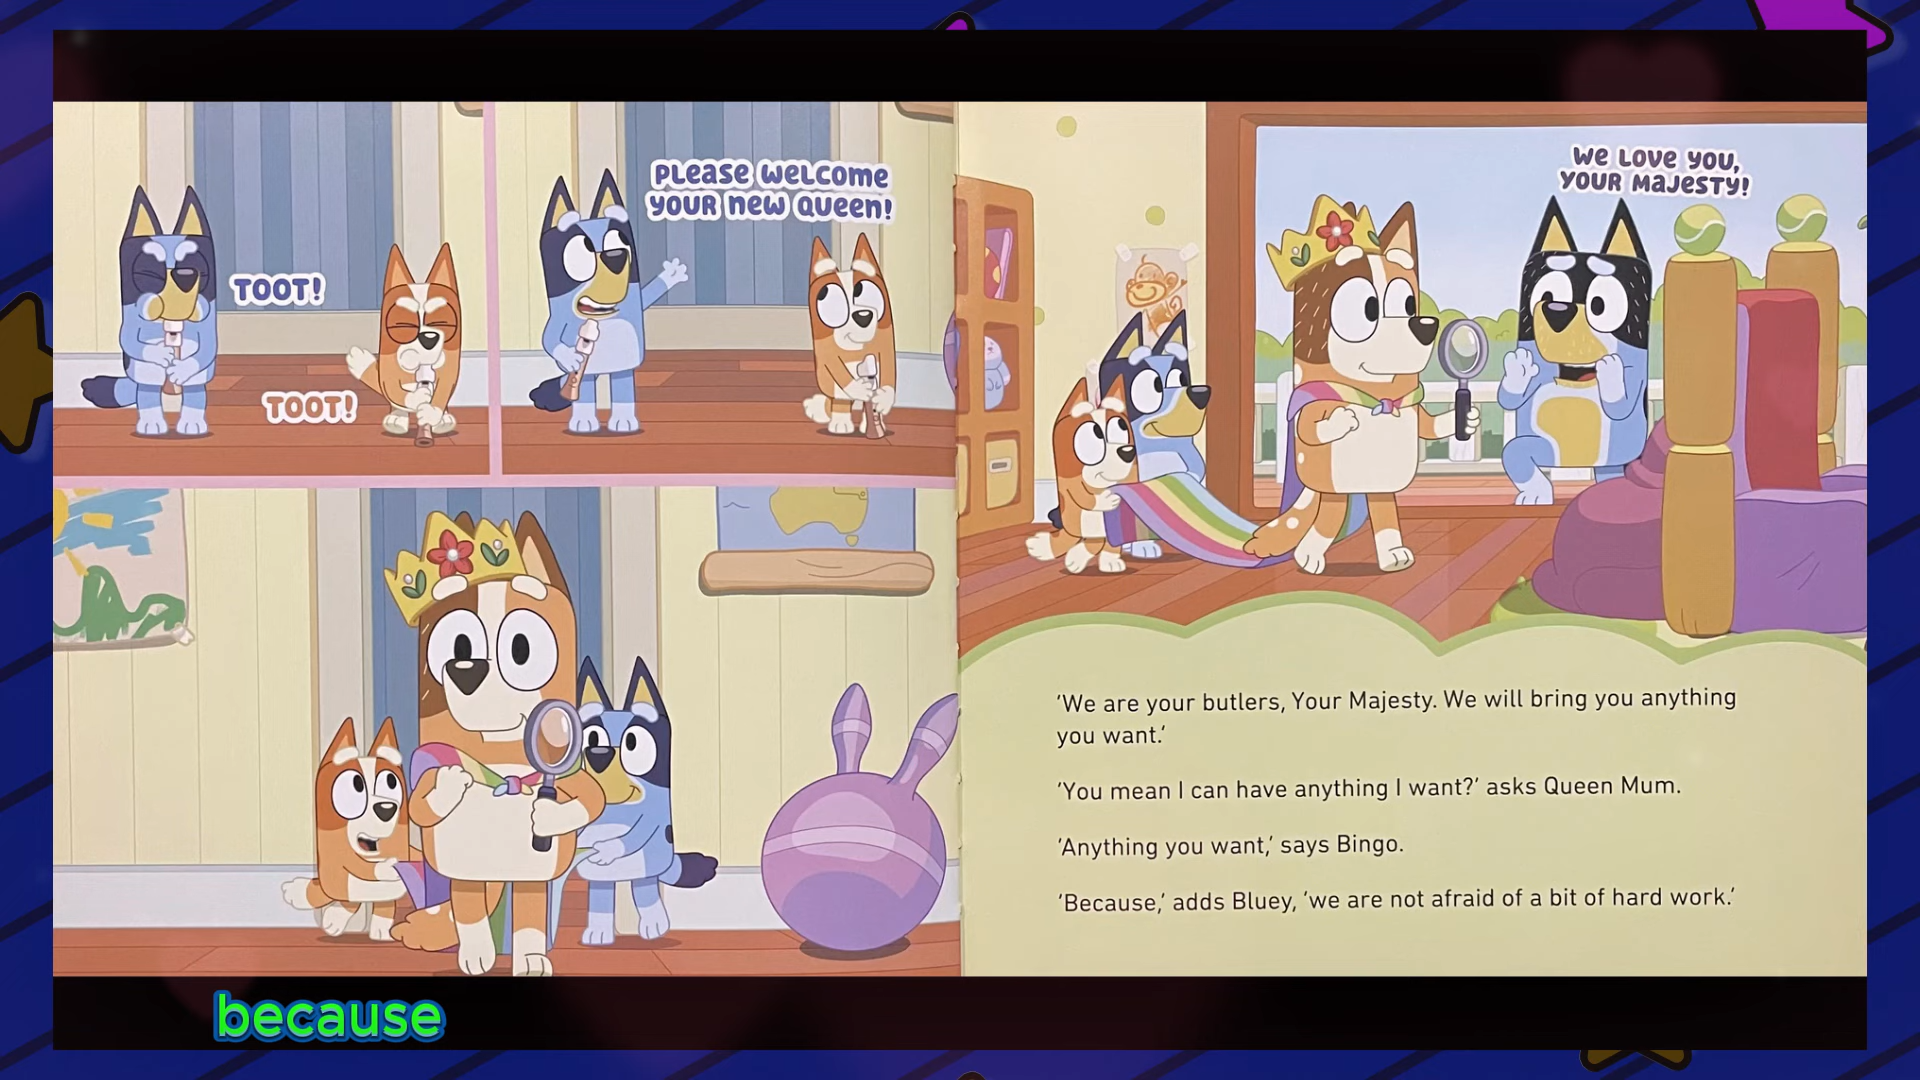 TOOT!
TOOT!
PLEASE WELCOME
YOUR NEW QUEEN!
WE LOVE YOU,
YOUR MAJESTY!
‘We are your butlers, Your Majesty. We will bring you anything
you want.’
‘You mean I can have anything I want?’ asks Queen Mum.
‘Anything you want,’ says Bingo.
‘Because,’ adds Bluey, ‘we are not afraid of a bit of hard work.’
because